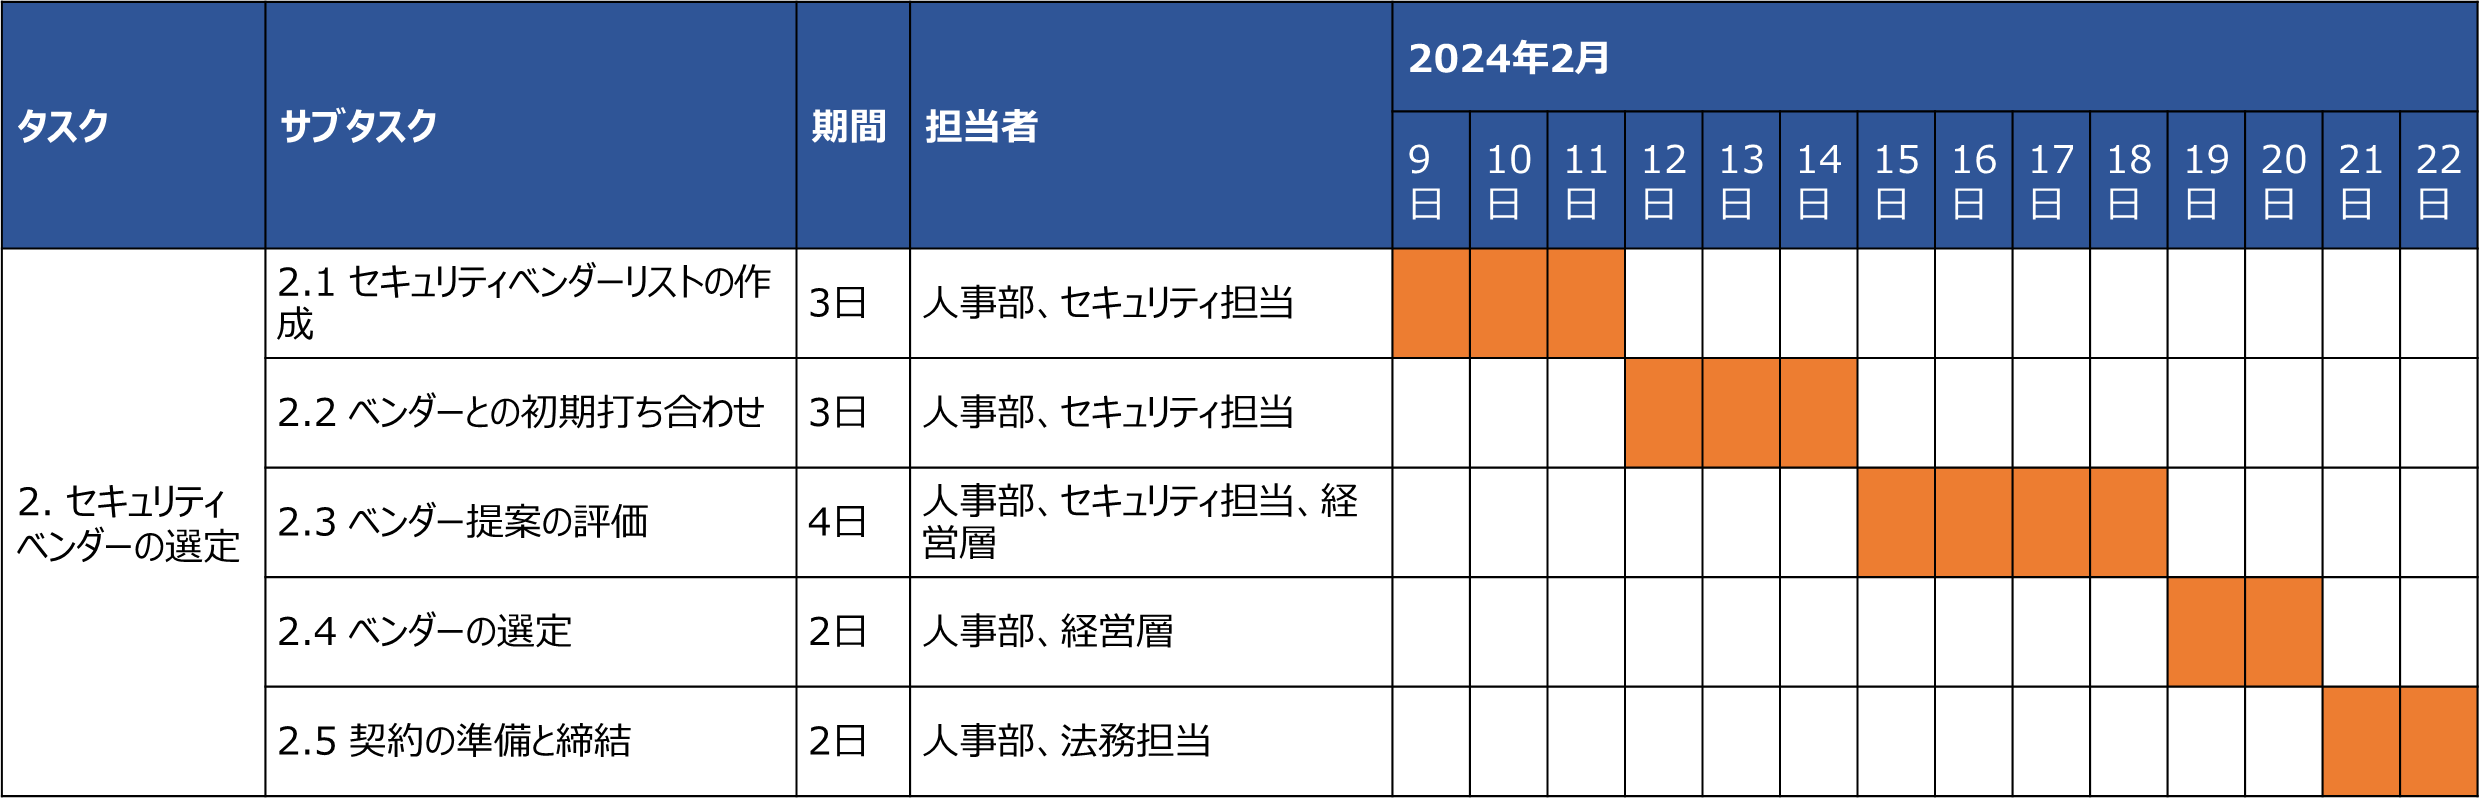 タスク
サブタスク
期間
担当者
2024年2月
9
日
10
日
11
日
12
日
13
日
14
日
15
日
16
日
17
日
18
日
19
日
20
日
21
日
22
日
2. セキュリティ
ベンダーの選定
2.1 セキュリティベンダーリストの作
成
3日
人事部、セキュリティ担当
2.2 ベンダーとの初期打ち合わせ
3日
人事部、セキュリティ担当
2.3 ベンダー提案の評価
4日
人事部、セキュリティ担当、経
営層
2.4 ベンダーの選定
2日
人事部、経営層
2.5 契約の準備と締結
2日
人事部、法務担当